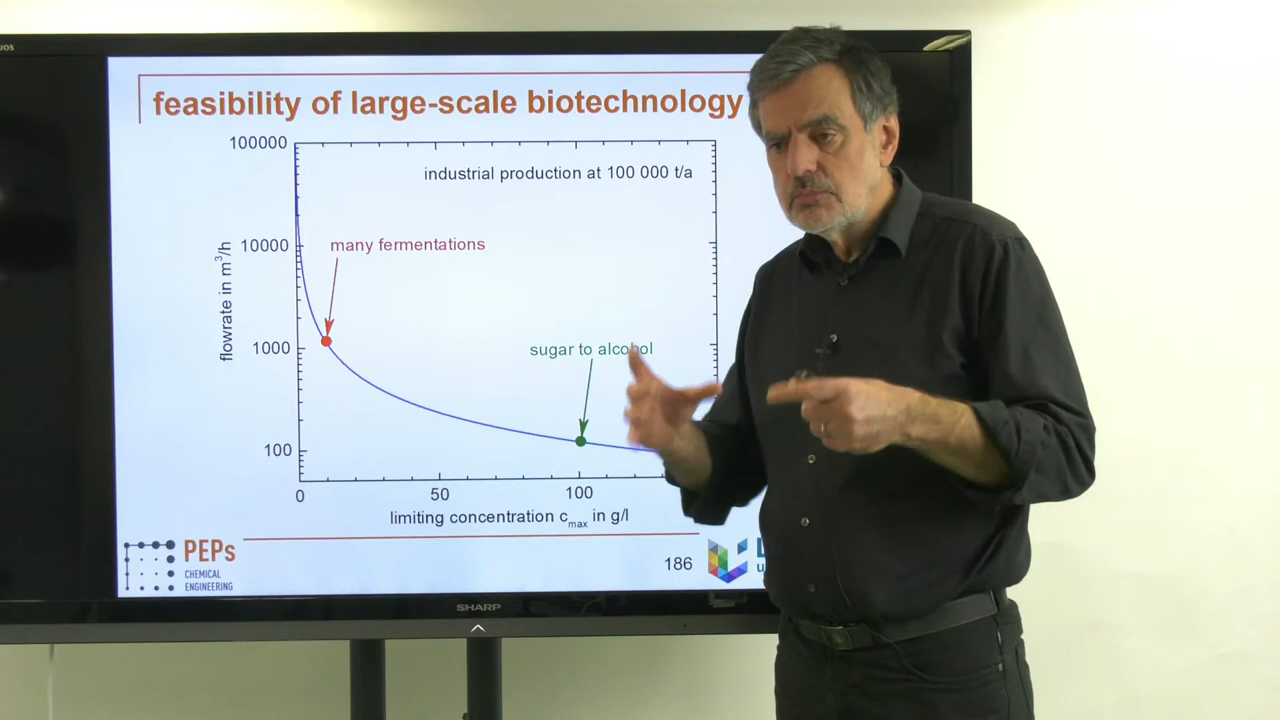 feasibility of large-scale biotechnology
100000
industrial production at 100 000 t/a
10000
many fermentations
flowrate in m³/h
1000
sugar to alcohol
100
0 50 100
limiting concentration cmax in g/l
PEPs
CHEMICAL
ENGINEERING
186
SHARP